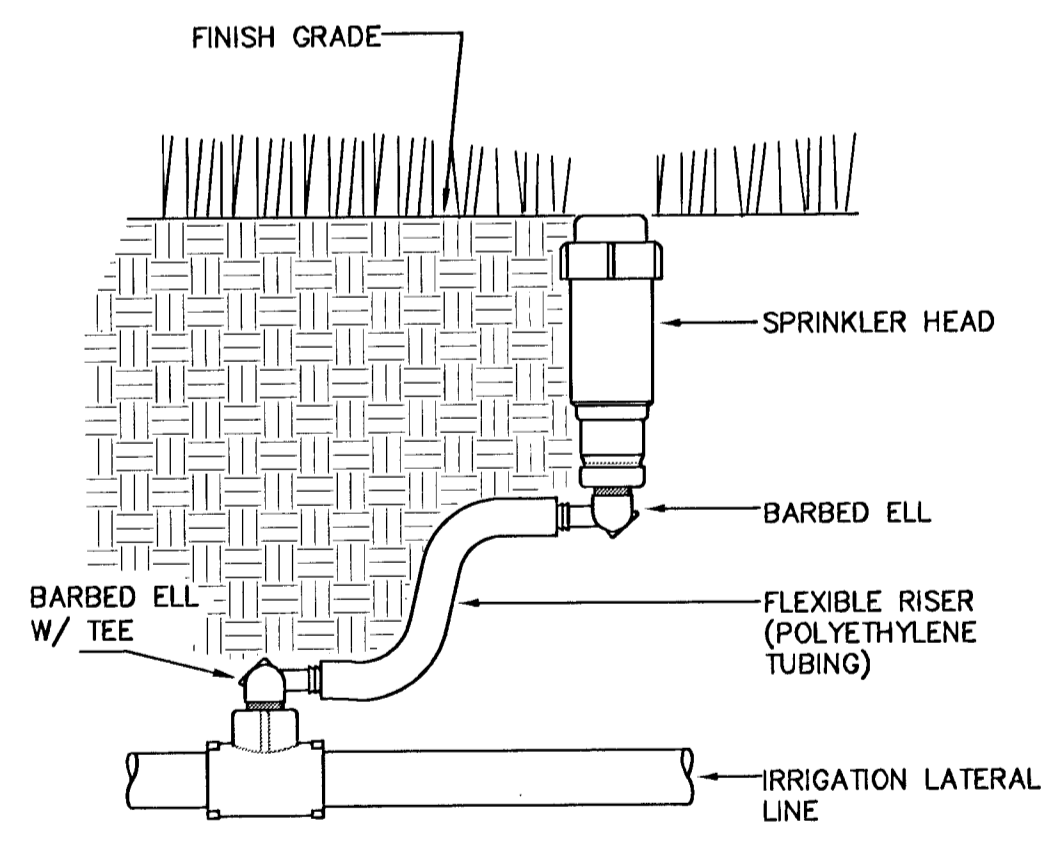 FINISH GRADE
SPRINKLER HEAD
BARBED ELL
BARBED ELL
W/ TEE
FLEXIBLE RISER
(POLYETHYLENE
TUBING)
IRRIGATION LATERAL
LINE